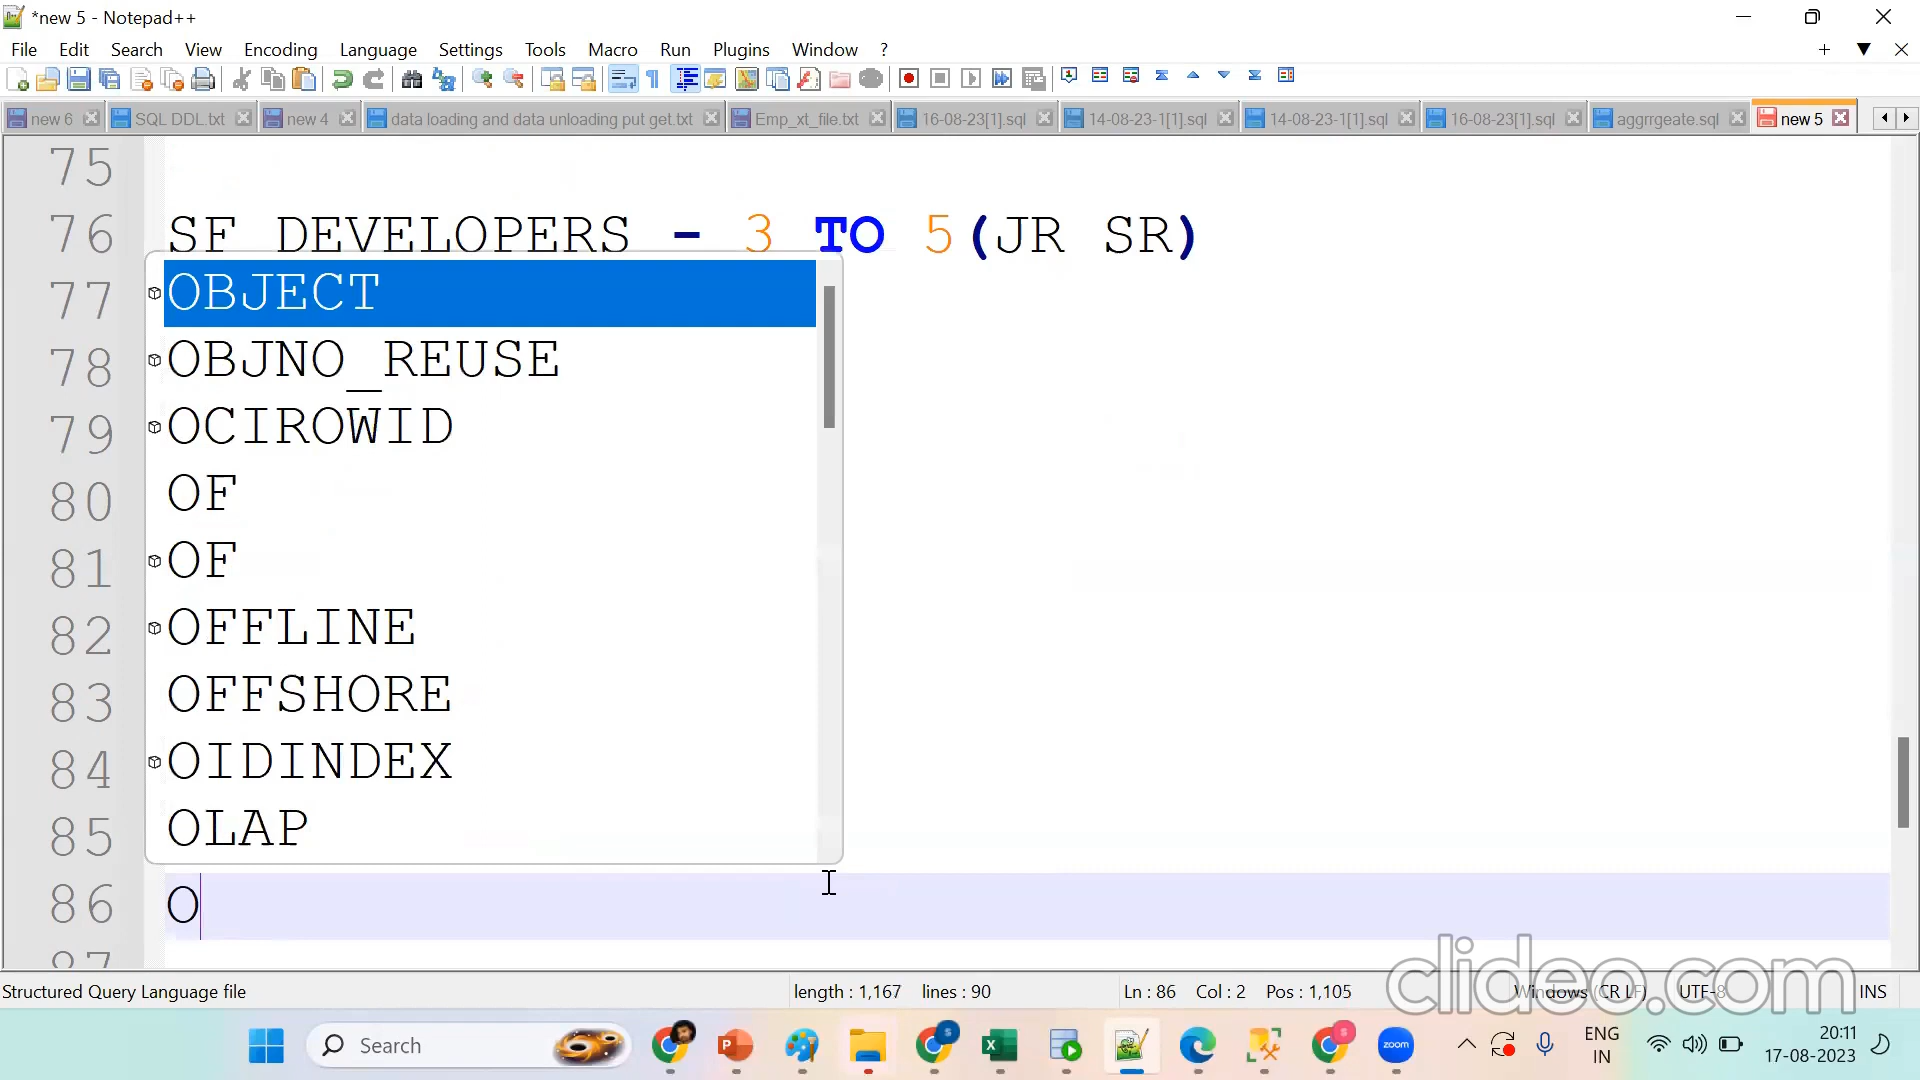 *new 5 - Notepad++
File Edit Search View Encoding Language Settings Tools Macro Run Plugins Window ?
new 6 SQL DDL.txt new 4 data loading and data unloading put get.txt Emp_xt_file.txt 16-08-23[1].sql 14-08-23-1[1].sql 14-08-23-1[1].sql 16-08-23[1].sql aggrrgeate.sql new 5
75
76 SF DEVELOPERS - 3 TO 5(JR SR)
77 OBJECT
78 OBJNO_REUSE
79 OCIROWID
80 OF
81 OF
82 OFFLINE
83 OFFSHORE
84 OIDINDEX
85 OLAP
86 O
87
clideo.com
Structured Query Language file length : 1,167 lines : 90 Ln : 86 Col : 2 Pos : 1,105 Windows (CR LF) UTF-8 INS
Search zoom ENG 20:11
IN 17-08-2023